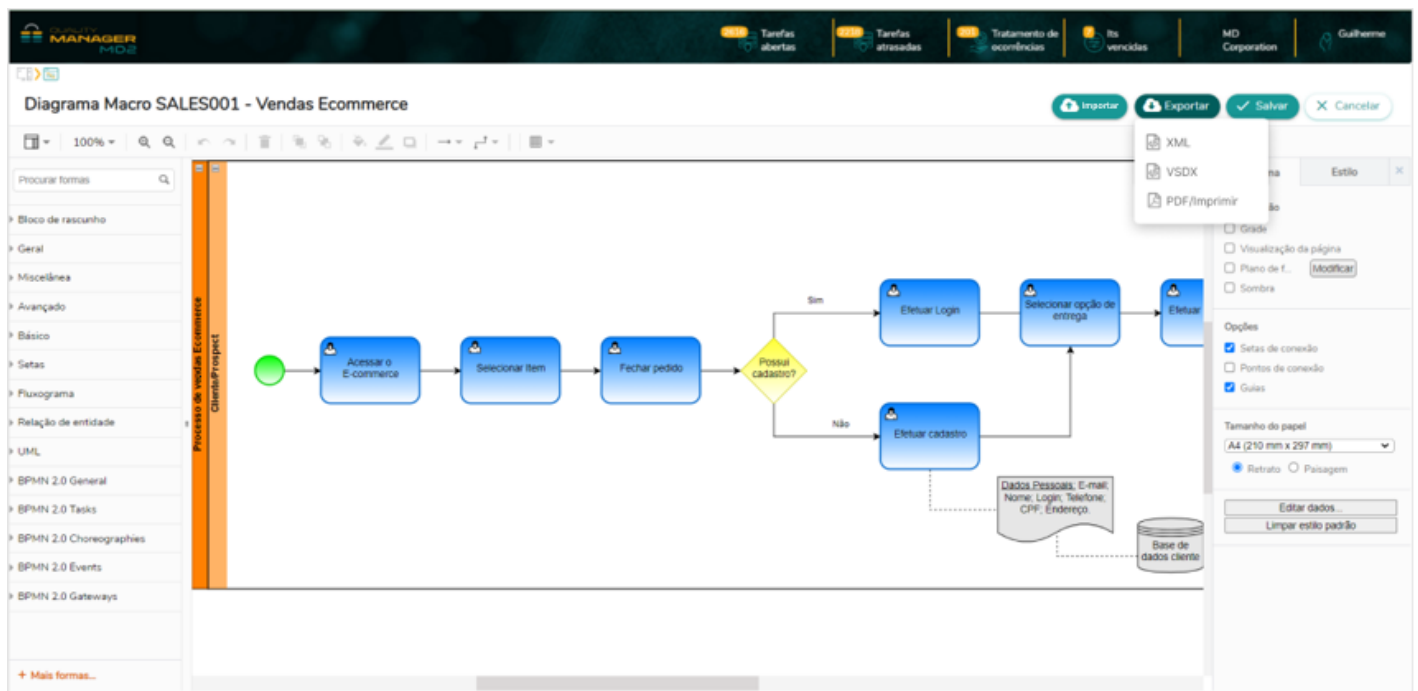 QUALITY
MANAGER
MD2
Tarefas
abertas
Tarefas
atrasadas
Tratamento de
ocorrências
Its
vencidas
MD
Corporation
Guilherme
Diagrama Macro SALES001 - Vendas Ecommerce
Importar
Exportar
Salvar
Cancelar
XML
VSDX
PDF/Imprimir
100%
Procurar formas
Bloco de rascunho
Geral
Miscelânea
Avançado
Básico
Setas
Fluxograma
Relação de entidade
UML
BPMN 2.0 General
BPMN 2.0 Tasks
BPMN 2.0 Choreographies
BPMN 2.0 Events
BPMN 2.0 Gateways
+ Mais formas...
Processo de vendas Ecommerce
Cliente/Prospect
Acessar o
E-commerce
Selecionar Item
Fechar pedido
Possui
cadastro?
Sim
Não
Efetuar Login
Selecionar opção de
entrega
Efetuar
Efetuar cadastro
Dados Pessoais: E-mail;
Nome; Login; Telefone;
CPF; Endereço.
Base de
dados cliente
Estilo
Grade
Visualização da página
Plano de f...
Modificar
Sombra
Opções
Setas de conexão
Pontos de conexão
Guias
Tamanho do papel
A4 (210 mm x 297 mm)
Retrato
Paisagem
Editar dados...
Limpar estilo padrão